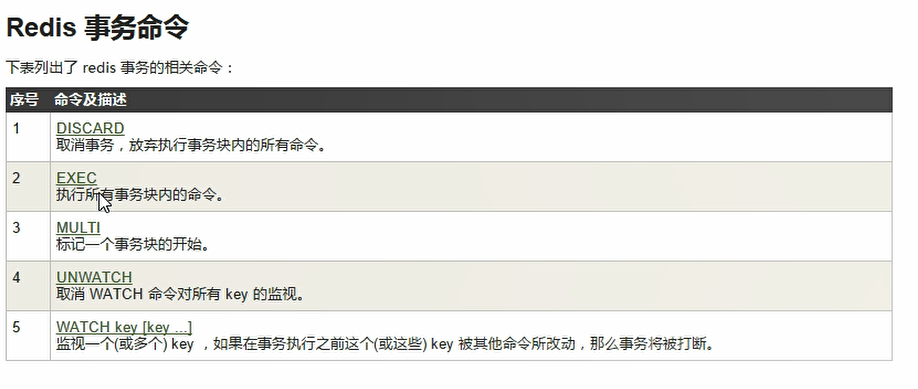 Redis 事务命令
下表列出了 redis 事务的相关命令：
序号 命令及描述
1 DISCARD
取消事务，放弃执行事务块内的所有命令。
2 EXEC
执行所有事务块内的命令。
3 MULTI
标记一个事务块的开始。
4 UNWATCH
取消 WATCH 命令对所有 key 的监视。
5 WATCH key [key ...]
监视一个(或多个) key ，如果在事务执行之前这个(或这些) key 被其他命令所改动，那么事务将被打断。